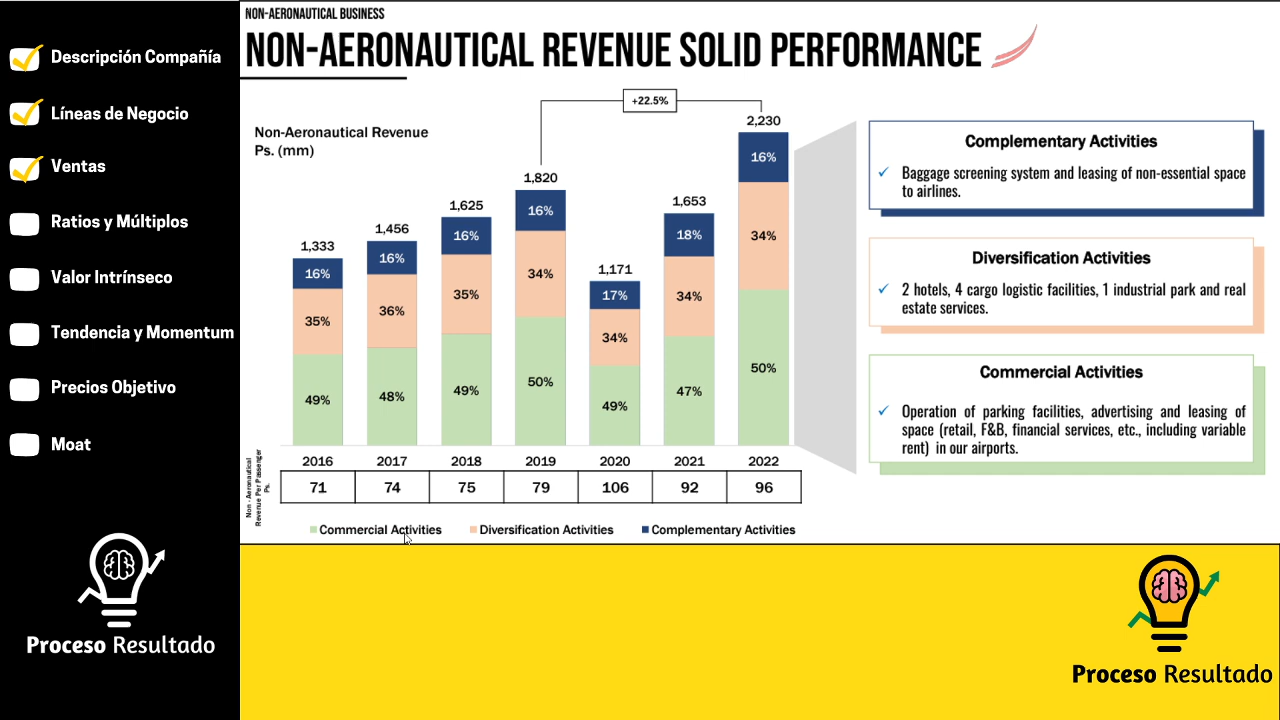 Descripción Compañía
Líneas de Negocio
Ventas
Ratios y Múltiplos
Valor Intrínseco
Tendencia y Momentum
Precios Objetivo
Moat
Proceso Resultado
NON-AERONAUTICAL BUSINESS
NON-AERONAUTICAL REVENUE SOLID PERFORMANCE
Non-Aeronautical Revenue
Ps. (mm)
+22.5%
1,333
16%
35%
49%
1,456
16%
36%
48%
1,625
16%
35%
49%
1,820
16%
34%
50%
1,171
17%
34%
49%
1,653
18%
34%
47%
2,230
16%
34%
50%
2016 2017 2018 2019 2020 2021 2022
Non - Aeronautical
Revenue Per Passenger
Ps.
71 74 75 79 106 92 96
Commercial Activities Diversification Activities Complementary Activities
Complementary Activities
✓ Baggage screening system and leasing of non-essential space
to airlines.
Diversification Activities
✓ 2 hotels, 4 cargo logistic facilities, 1 industrial park and real
estate services.
Commercial Activities
✓ Operation of parking facilities, advertising and leasing of
space (retail, F&B, financial services, etc., including variable
rent) in our airports.
Proceso Resultado